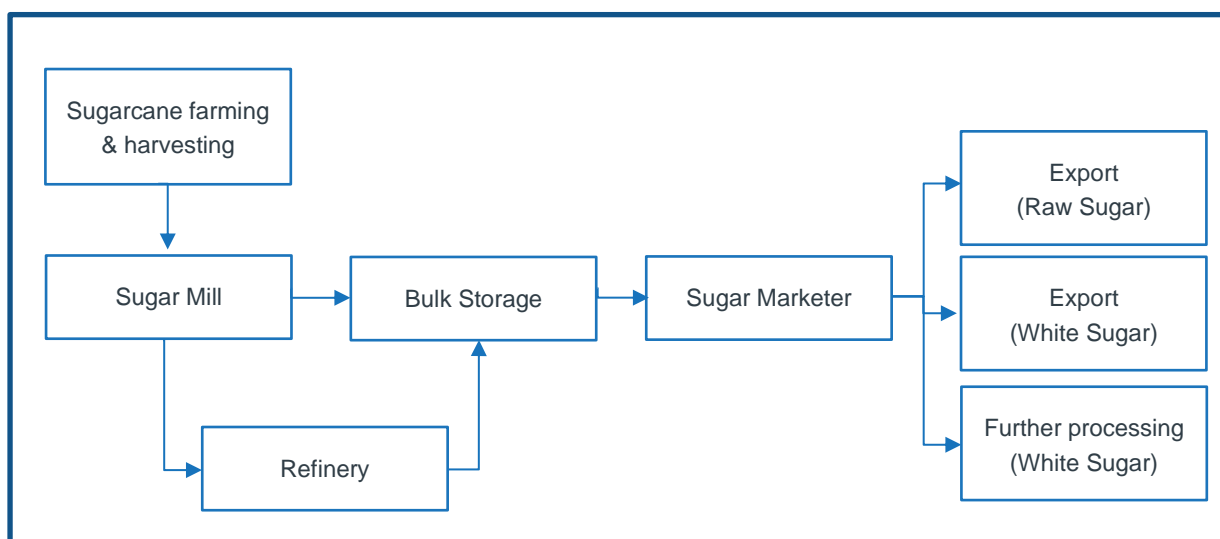 Sugarcane farming
& harvesting
Sugar Mill
Bulk Storage
Sugar Marketer
Refinery
Export
(Raw Sugar)
Export
(White Sugar)
Further processing
(White Sugar)